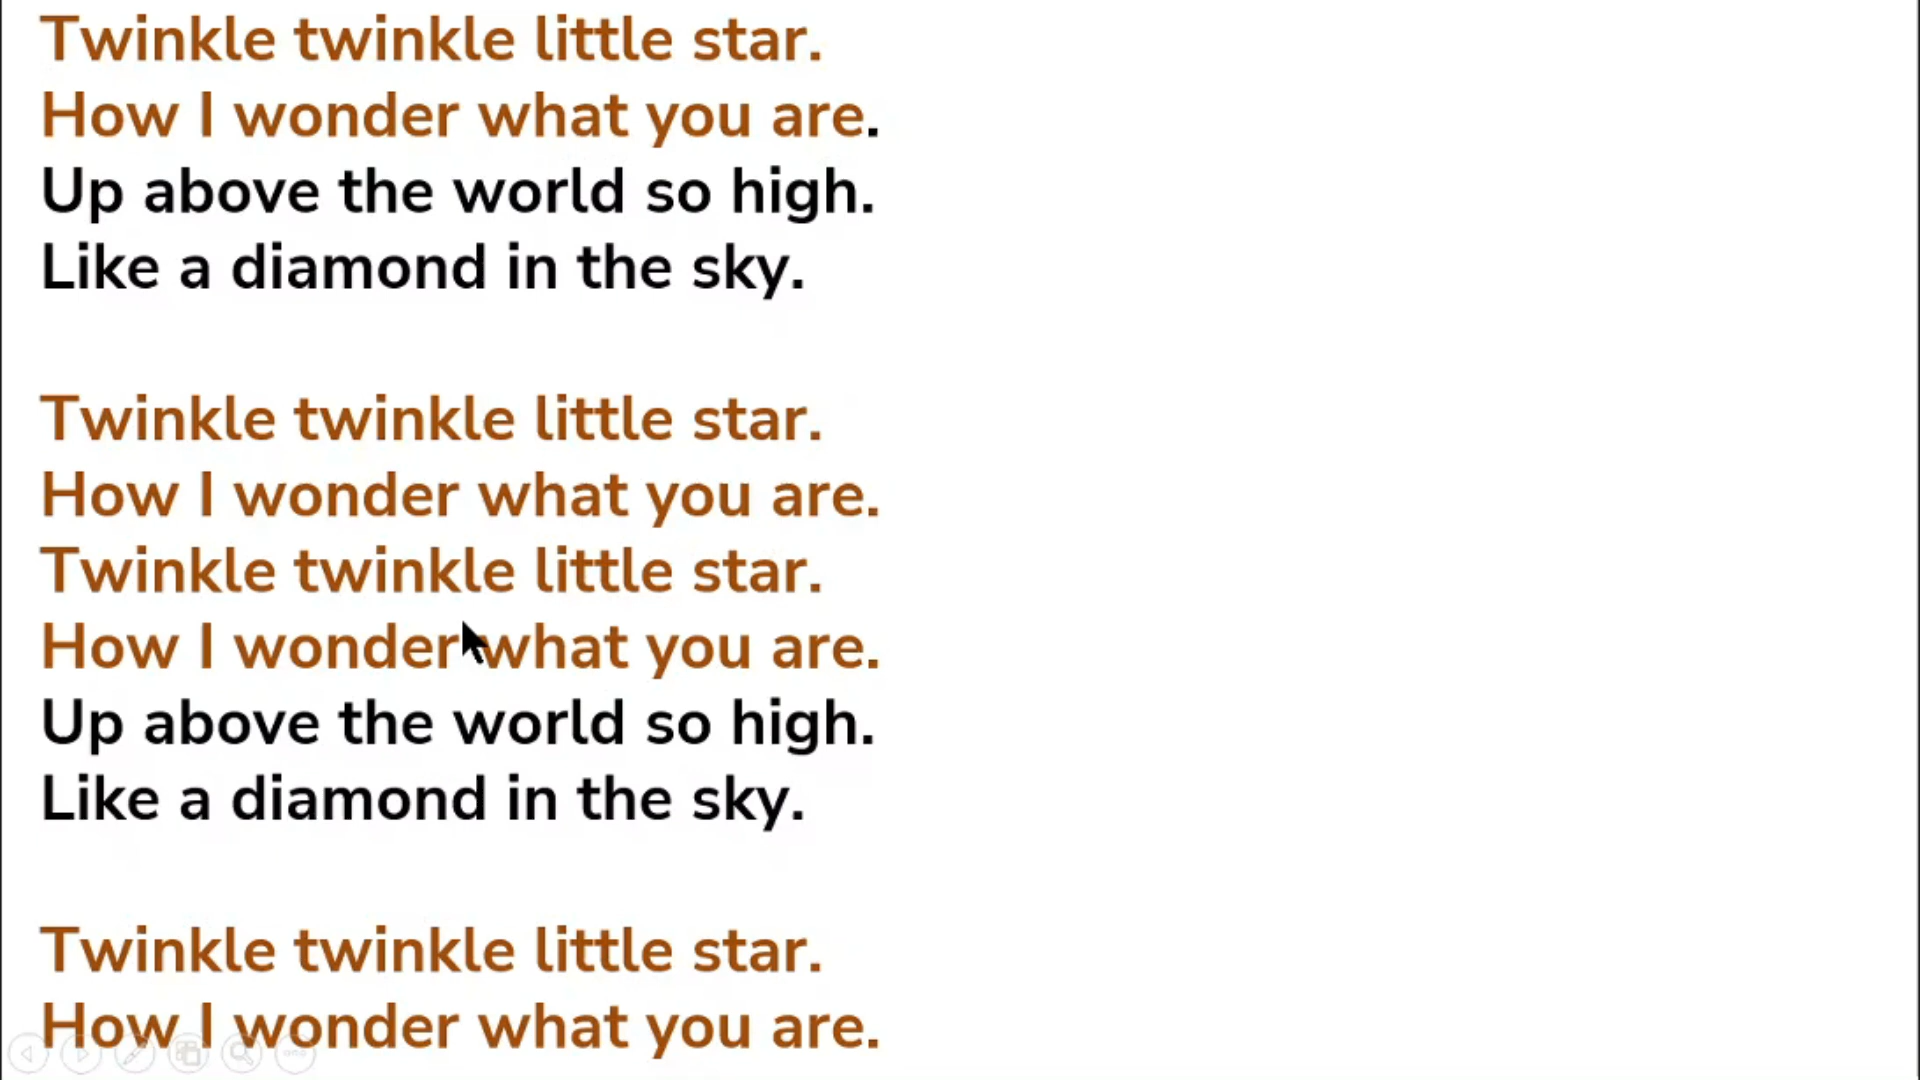 Twinkle twinkle little star.
How I wonder what you are.
Up above the world so high.
Like a diamond in the sky.
Twinkle twinkle little star.
How I wonder what you are.
Twinkle twinkle little star.
How I wonder what you are.
Up above the world so high.
Like a diamond in the sky.
Twinkle twinkle little star.
How I wonder what you are.